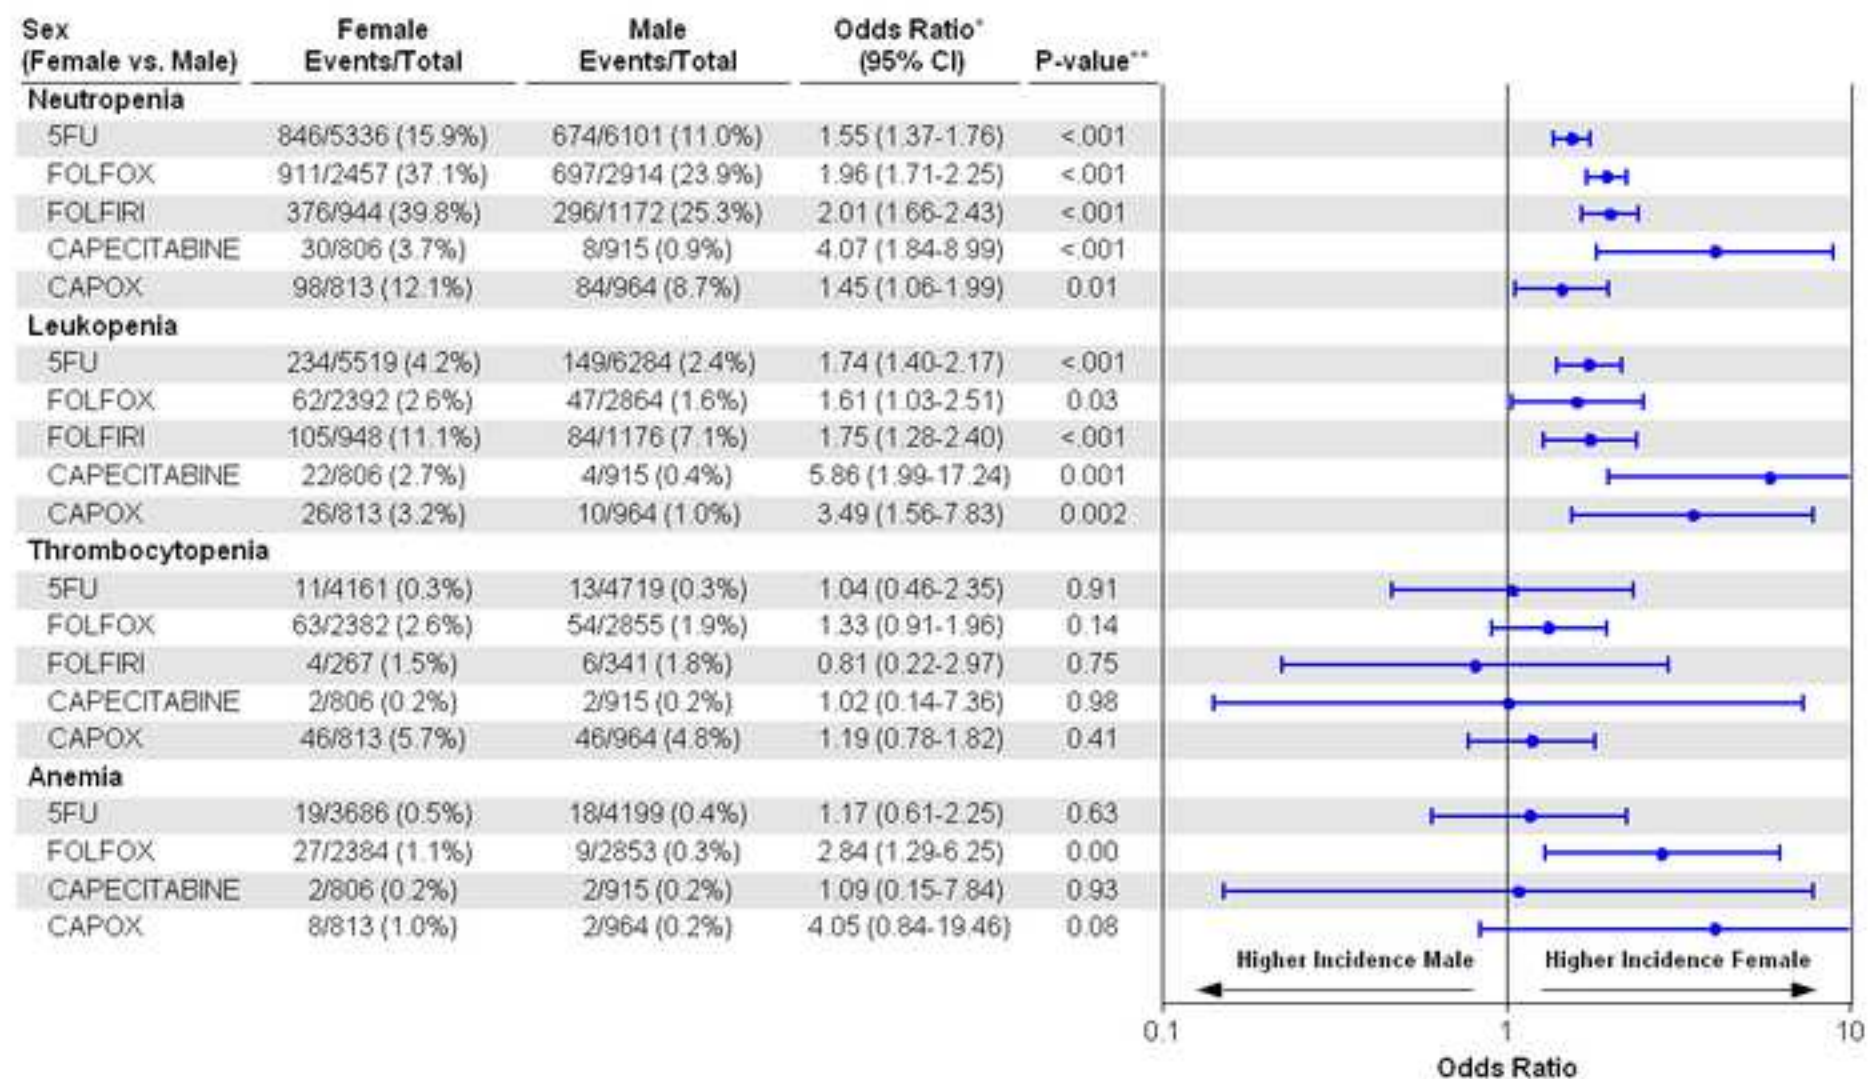 Sex Female Male Odds Ratio*
(Female vs. Male) Events/Total Events/Total (95% CI) P-value**
Neutropenia
5FU 846/5336 (15.9%) 674/6101 (11.0%) 1.55 (1.37-1.76) <.001
FOLFOX 911/2457 (37.1%) 697/2914 (23.9%) 1.96 (1.71-2.25) <.001
FOLFIRI 376/944 (39.8%) 296/1172 (25.3%) 2.01 (1.66-2.43) <.001
CAPECITABINE 30/806 (3.7%) 8/915 (0.9%) 4.07 (1.84-8.99) <.001
CAPOX 98/813 (12.1%) 84/964 (8.7%) 1.45 (1.06-1.99) 0.01
Leukopenia
5FU 234/5519 (4.2%) 149/6284 (2.4%) 1.74 (1.40-2.17) <.001
FOLFOX 62/2392 (2.6%) 47/2864 (1.6%) 1.61 (1.03-2.51) 0.03
FOLFIRI 105/948 (11.1%) 84/1176 (7.1%) 1.75 (1.28-2.40) <.001
CAPECITABINE 22/806 (2.7%) 4/915 (0.4%) 5.86 (1.99-17.24) 0.001
CAPOX 26/813 (3.2%) 10/964 (1.0%) 3.49 (1.56-7.83) 0.002
Thrombocytopenia
5FU 11/4161 (0.3%) 13/4719 (0.3%) 1.04 (0.46-2.35) 0.91
FOLFOX 63/2382 (2.6%) 54/2855 (1.9%) 1.33 (0.91-1.96) 0.14
FOLFIRI 4/267 (1.5%) 6/341 (1.8%) 0.81 (0.22-2.97) 0.75
CAPECITABINE 2/806 (0.2%) 2/915 (0.2%) 1.02 (0.14-7.36) 0.98
CAPOX 46/813 (5.7%) 46/964 (4.8%) 1.19 (0.78-1.82) 0.41
Anemia
5FU 19/3686 (0.5%) 18/4199 (0.4%) 1.17 (0.61-2.25) 0.63
FOLFOX 27/2384 (1.1%) 9/2853 (0.3%) 2.84 (1.29-6.25) 0.00
CAPECITABINE 2/806 (0.2%) 2/915 (0.2%) 1.09 (0.15-7.84) 0.93
CAPOX 8/813 (1.0%) 2/964 (0.2%) 4.05 (0.84-19.46) 0.08
Higher Incidence Male Higher Incidence Female
0.1 1 10
Odds Ratio